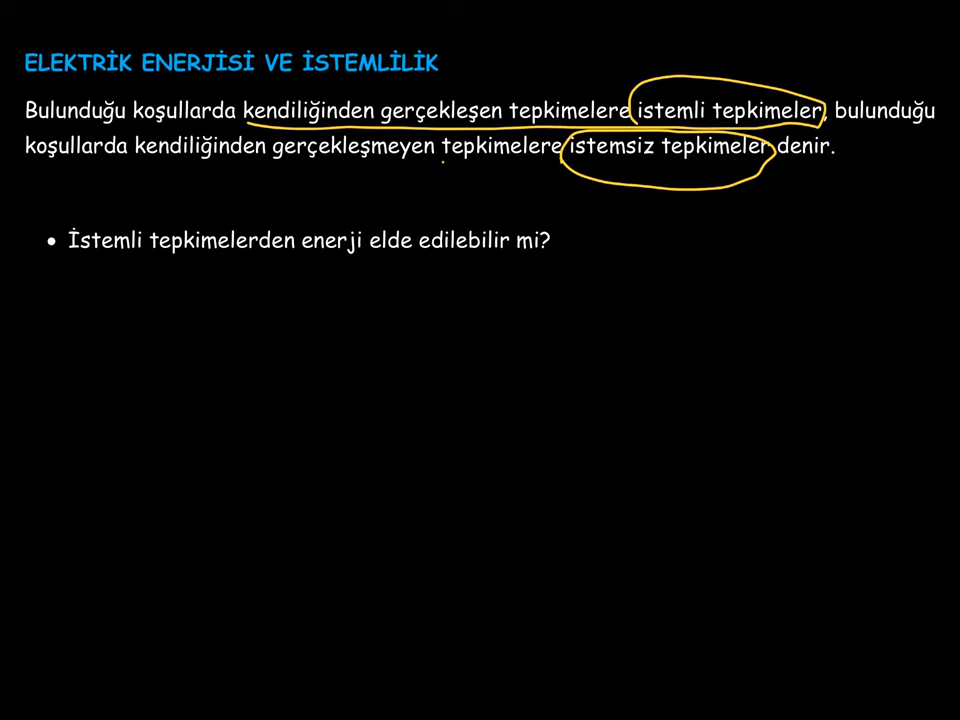 ELEKTRİK ENERJİSİ VE İSTEMLİLİK
Bulunduğu koşullarda kendiliğinden gerçekleşen tepkimelere istemli tepkimeler, bulunduğu
koşullarda kendiliğinden gerçekleşmeyen tepkimelere istemsiz tepkimeler denir.
• İstemli tepkimelerden enerji elde edilebilir mi?